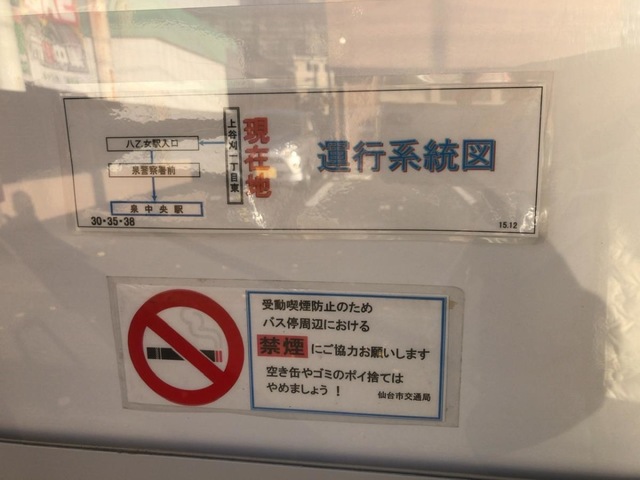 八乙女駅入口
泉警察署前
泉中央駅
30・35・38
上谷刈一丁目東
現在地
運行系統図
15.12
受動喫煙防止のため
バス停周辺における
禁煙にご協力お願いします
空き缶やゴミのポイ捨ては
やめましょう！
仙台市交通局